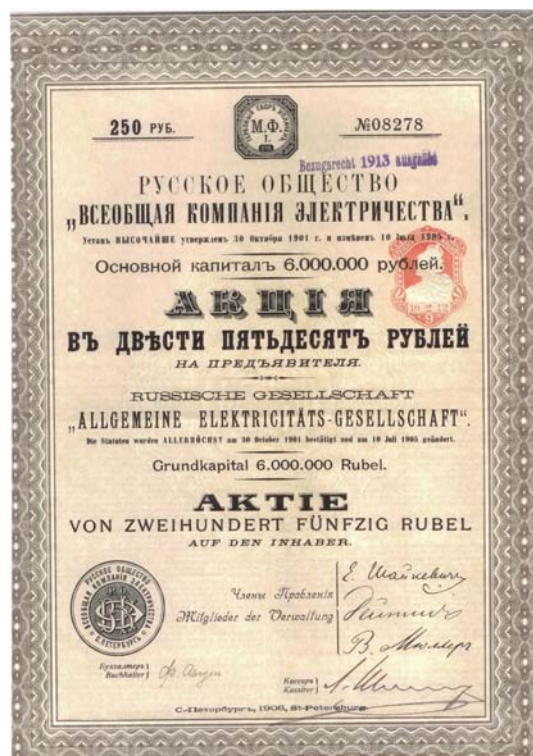 250 РУБ.
М.Ф.
№08278
Bezugsrecht 1913 ausgeübt
РУССКОЕ ОБЩЕСТВО
„ВСЕОБЩАЯ КОМПАНІЯ ЭЛЕКТРИЧЕСТВА“.
Уставъ ВЫСОЧАЙШЕ утвержденъ 30 Октября 1901 г. и измѣненъ 10 Іюля 1905 г.
Основной капиталъ 6.000.000 рублей.
АКЦІЯ
ВЪ ДВѢСТИ ПЯТЬДЕСЯТЪ РУБЛЕЙ
НА ПРЕДЪЯВИТЕЛЯ.
RUSSISCHE GESELLSCHAFT
„ALLGEMEINE ELEKTRICITÄTS-GESELLSCHAFT“.
Die Statuten wurden ALLERHÖCHST am 30 October 1901 bestätigt und am 10 Juli 1905 geändert.
Grundkapital 6.000.000 Rubel.
AKTIE
VON ZWEIHUNDERT FÜNFZIG RUBEL
AUF DEN INHABER.
РУССКОЕ ОБЩЕСТВО
ВСЕОБЩАЯ КОМПАНІЯ ЭЛЕКТРИЧЕСТВА
С.ПЕТЕРБУРГЪ
Члены Правленія
Mitglieder der Verwaltung
Е. Шайкевичъ
В. Мюллеръ
Бухгалтеръ
Buchhalter
Кассиръ
Kassirer
С.-Петербургъ, 1906, St-Petersburg.